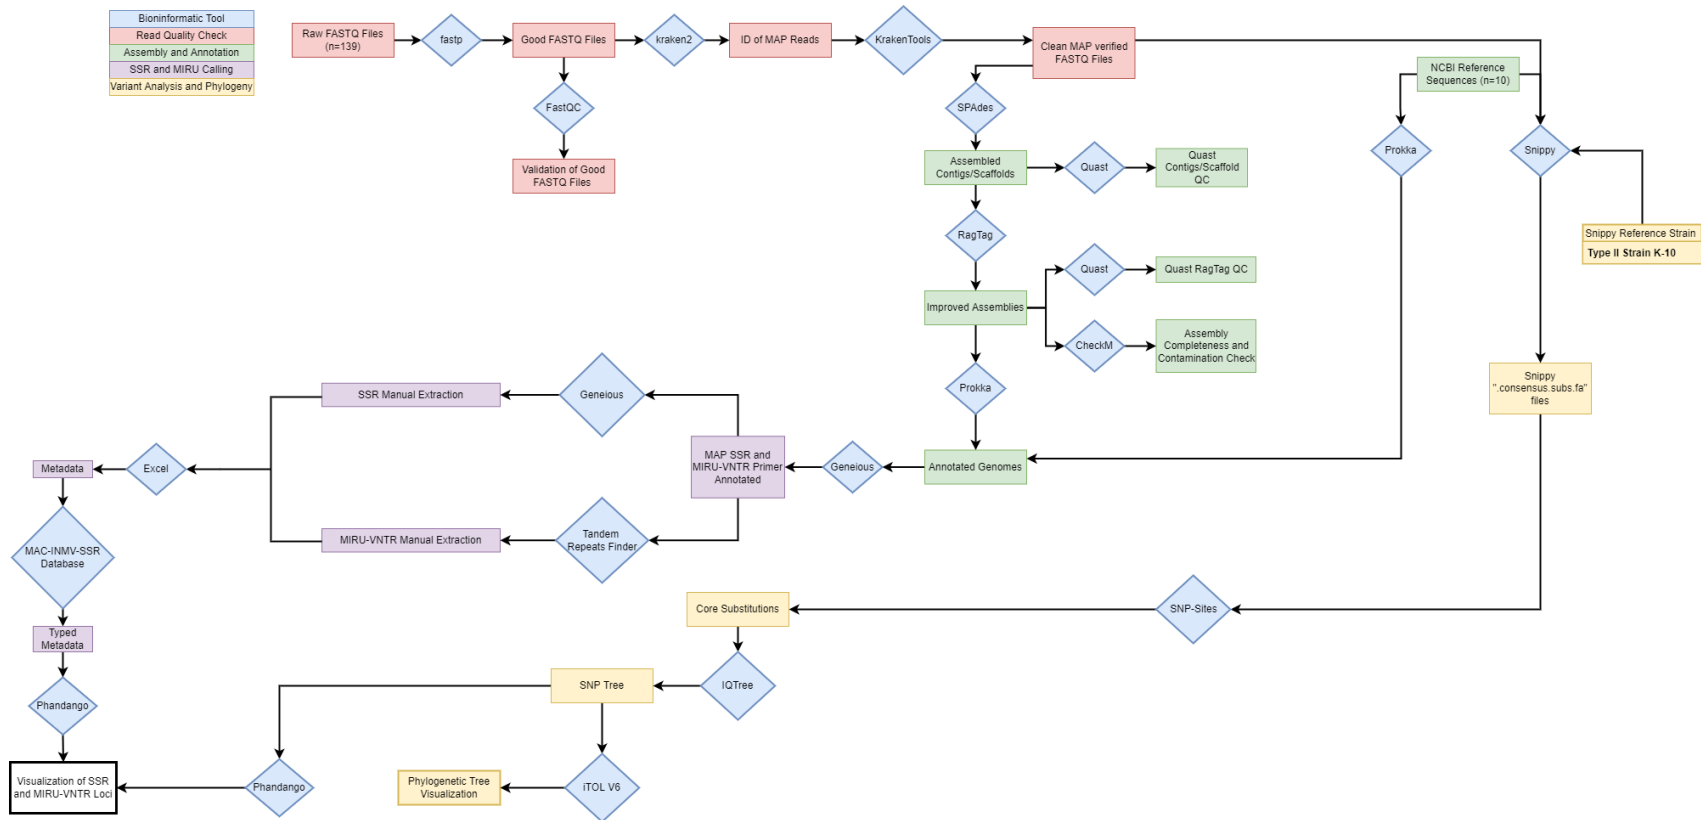 Bioinformatic Tool
Read Quality Check
Assembly and Annotation
SSR and MIRU Calling
Variant Analysis and Phylogeny
Raw FASTQ Files
(n=139)
fastp
Good FASTQ Files
kraken2
ID of MAP Reads
KrakenTools
Clean MAP verified
FASTQ Files
NCBI Reference
Sequences (n=10)
FastQC
SPAdes
Validation of Good
FASTQ Files
Assembled
Contigs/Scaffolds
Quast
Quast
Contigs/Scaffold
QC
Prokka
Snippy
Snippy Reference Strain
Type II Strain K-10
RagTag
Quast
Quast RagTag QC
Improved Assemblies
CheckM
Assembly
Completeness and
Contamination Check
Prokka
Snippy
".consensus.subs.fa"
files
SSR Manual Extraction
Geneious
Metadata
Excel
MAP SSR and
MIRU-VNTR Primer
Annotated
Geneious
Annotated Genomes
MIRU-VNTR Manual Extraction
Tandem
Repeats Finder
MAC-INMV-SSR
Database
Core Substitutions
SNP-Sites
Typed
Metadata
SNP Tree
IQTree
Phandango
Visualization of SSR
and MIRU-VNTR Loci
Phandango
Phylogenetic Tree
Visualization
iTOL V6